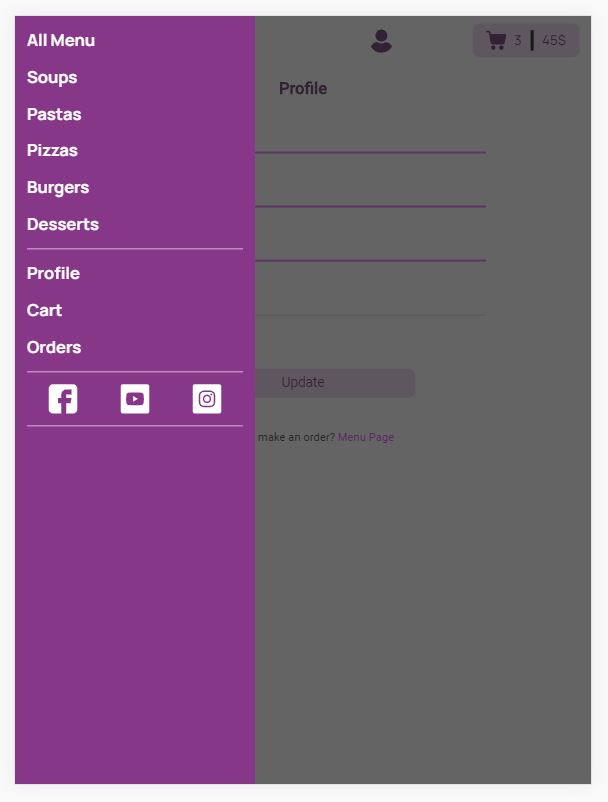 All Menu
Soups
Pastas
Pizzas
Burgers
Desserts
Profile
Cart
Orders
3 45$
Profile
Update
make an order? Menu Page